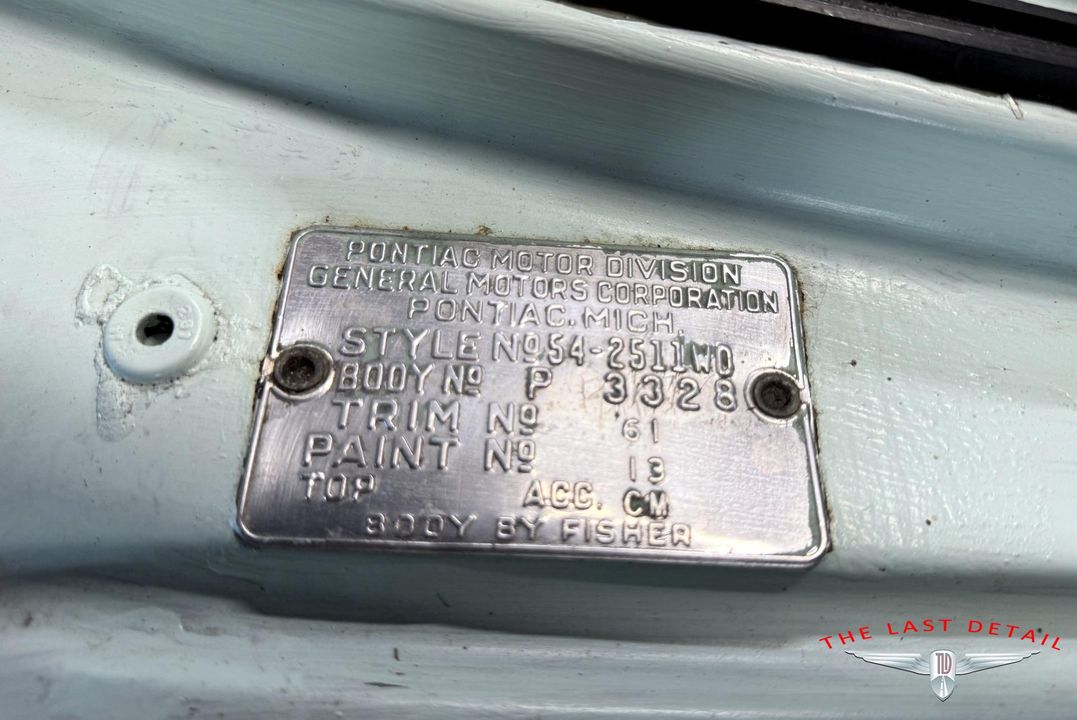 PONTIAC MOTOR DIVISION
GENERAL MOTORS CORPORATION
PONTIAC. MICH.
STYLE Nº 54-2511WD
BODY Nº P 3328
TRIM Nº 61
PAINT Nº 13
TOP ACC. CM
BODY BY FISHER
THE LAST DETAIL
TLD